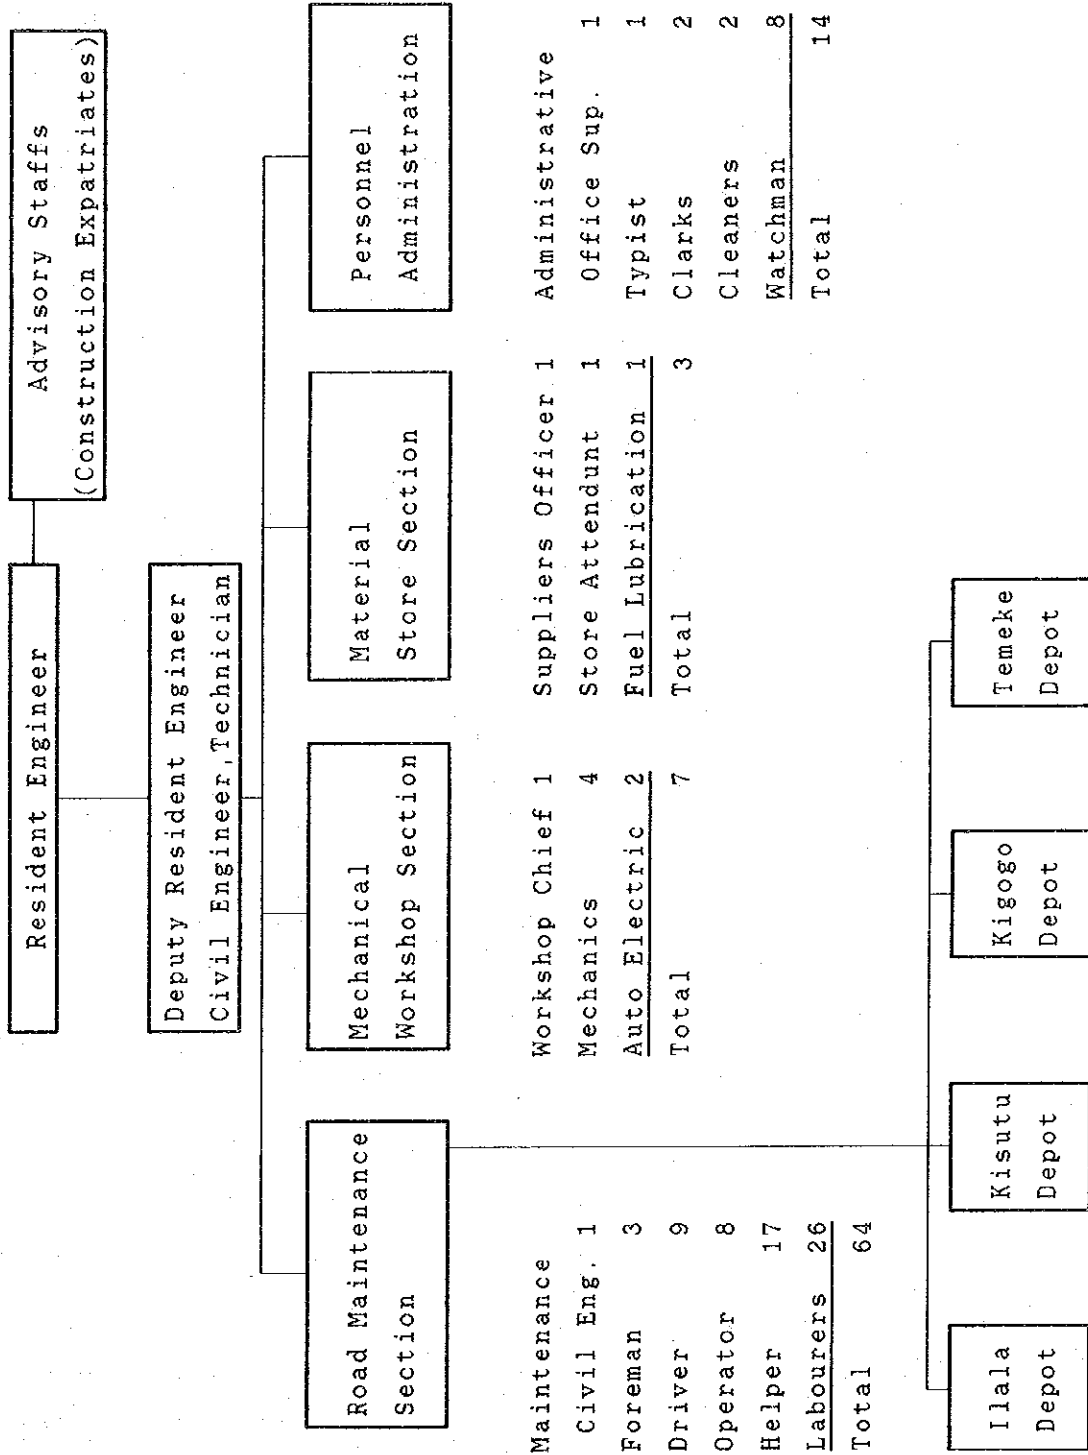 Resident Engineer
Advisory Staffs
(Construction Expatriates)
Deputy Resident Engineer
Civil Engineer,Technician
Road Maintenance
Section
Mechanical
Workshop Section
Material
Store Section
Personnel
Administration
Maintenance
Civil Eng. 1
Foreman 3
Driver 9
Operator 8
Helper 17
Labourers 26
Total 64
Workshop Chief 1
Mechanics 4
Auto Electric 2
Total 7
Suppliers Officer 1
Store Attendunt 1
Fuel Lubrication 1
Total 3
Administrative
Office Sup. 1
Typist 1
Clarks 2
Cleaners 2
Watchman 8
Total 14
Ilala
Depot
Kisutu
Depot
Kigogo
Depot
Temeke
Depot